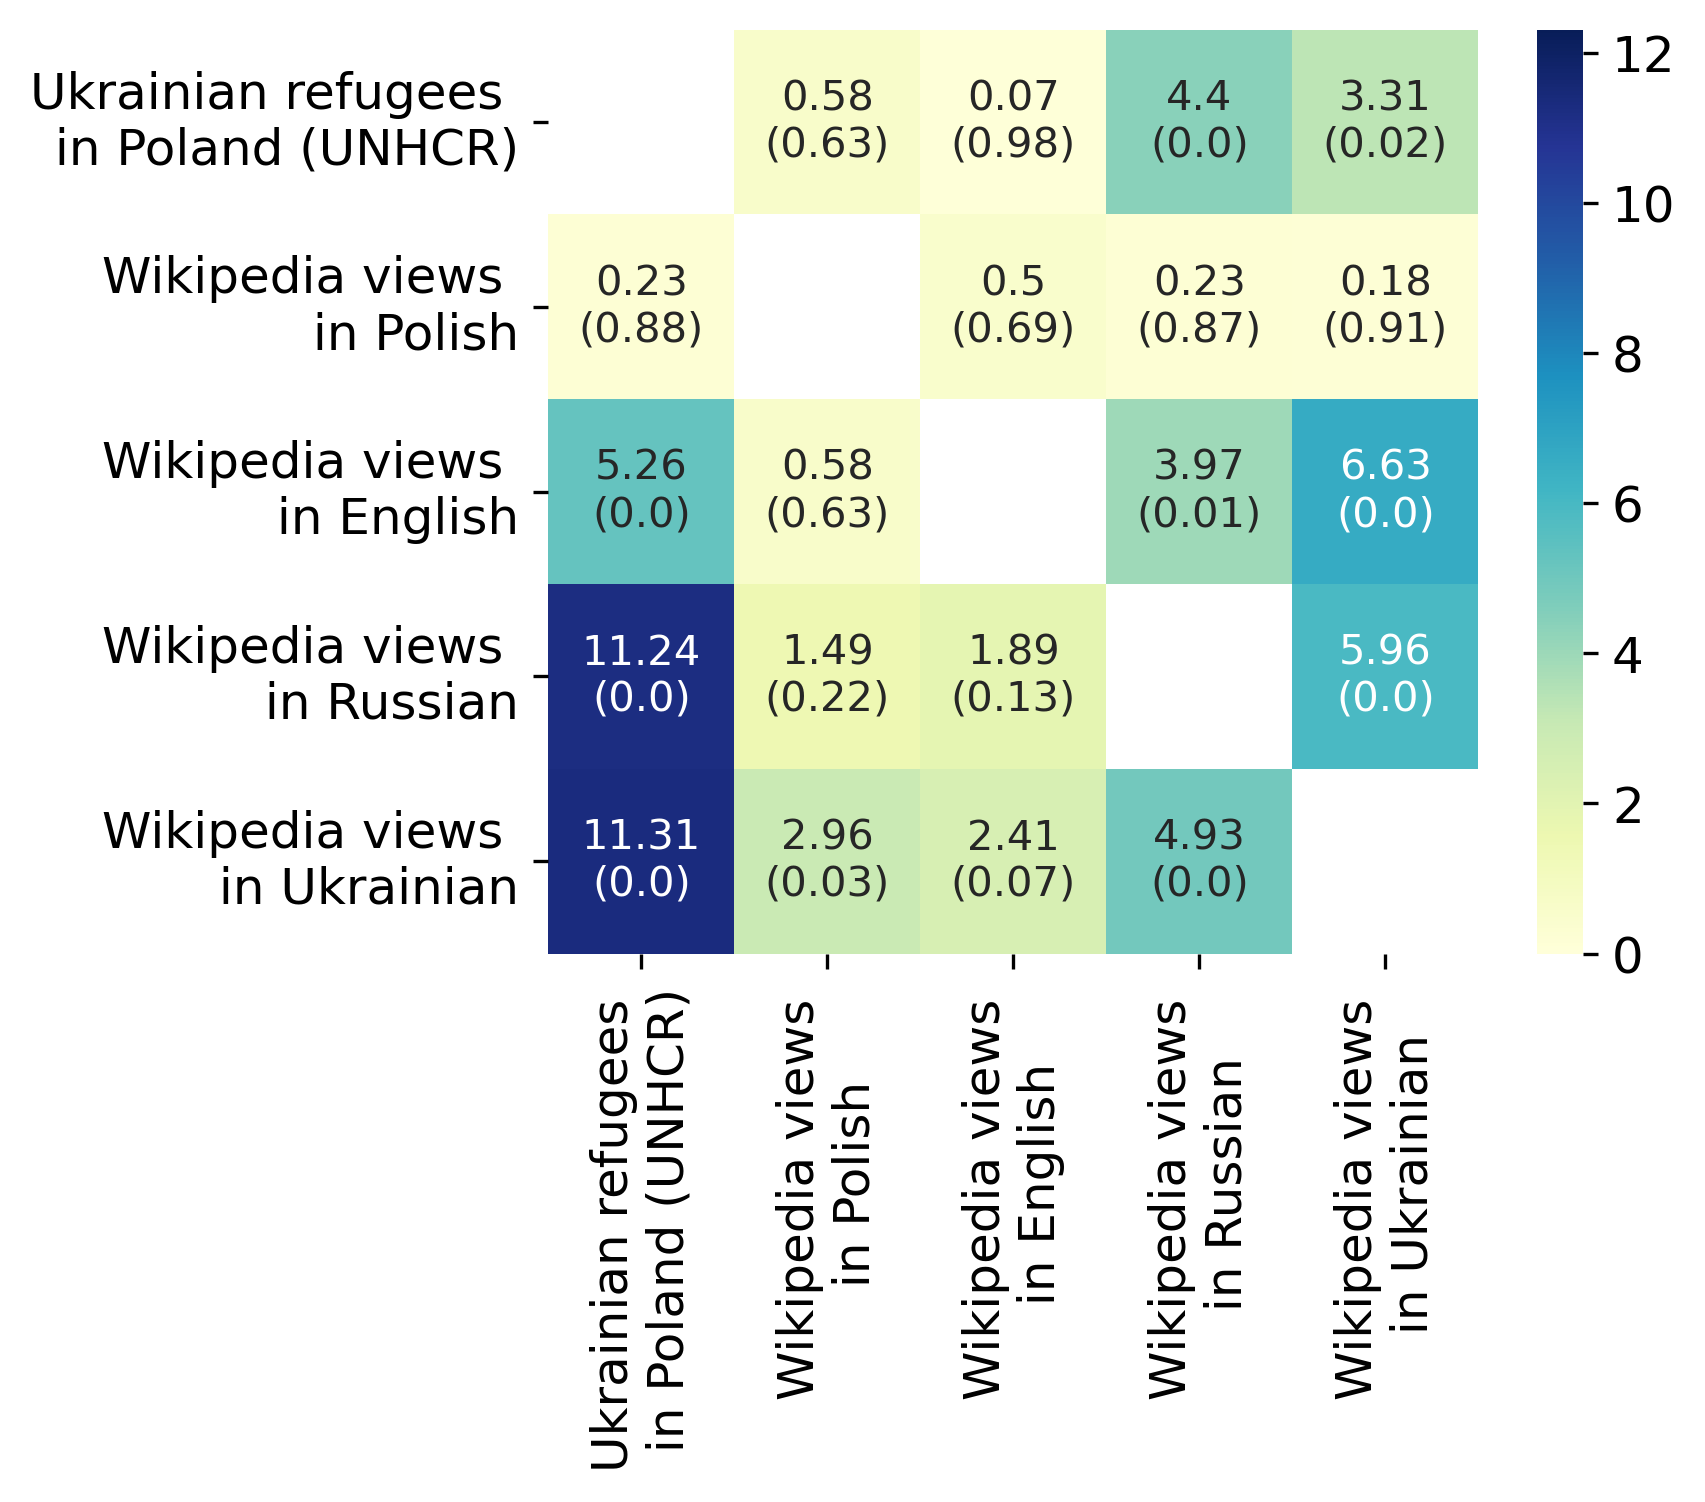 Ukrainian refugees
in Poland (UNHCR)
0.58
(0.63)
0.07
(0.98)
4.4
(0.0)
3.31
(0.02)
Wikipedia views
in Polish
0.23
(0.88)
0.5
(0.69)
0.23
(0.87)
0.18
(0.91)
Wikipedia views
in English
5.26
(0.0)
0.58
(0.63)
3.97
(0.01)
6.63
(0.0)
Wikipedia views
in Russian
11.24
(0.0)
1.49
(0.22)
1.89
(0.13)
5.96
(0.0)
Wikipedia views
in Ukrainian
11.31
(0.0)
2.96
(0.03)
2.41
(0.07)
4.93
(0.0)
12
10
8
6
4
2
0
Ukrainian refugees
in Poland (UNHCR)
Wikipedia views
in Polish
Wikipedia views
in English
Wikipedia views
in Russian
Wikipedia views
in Ukrainian